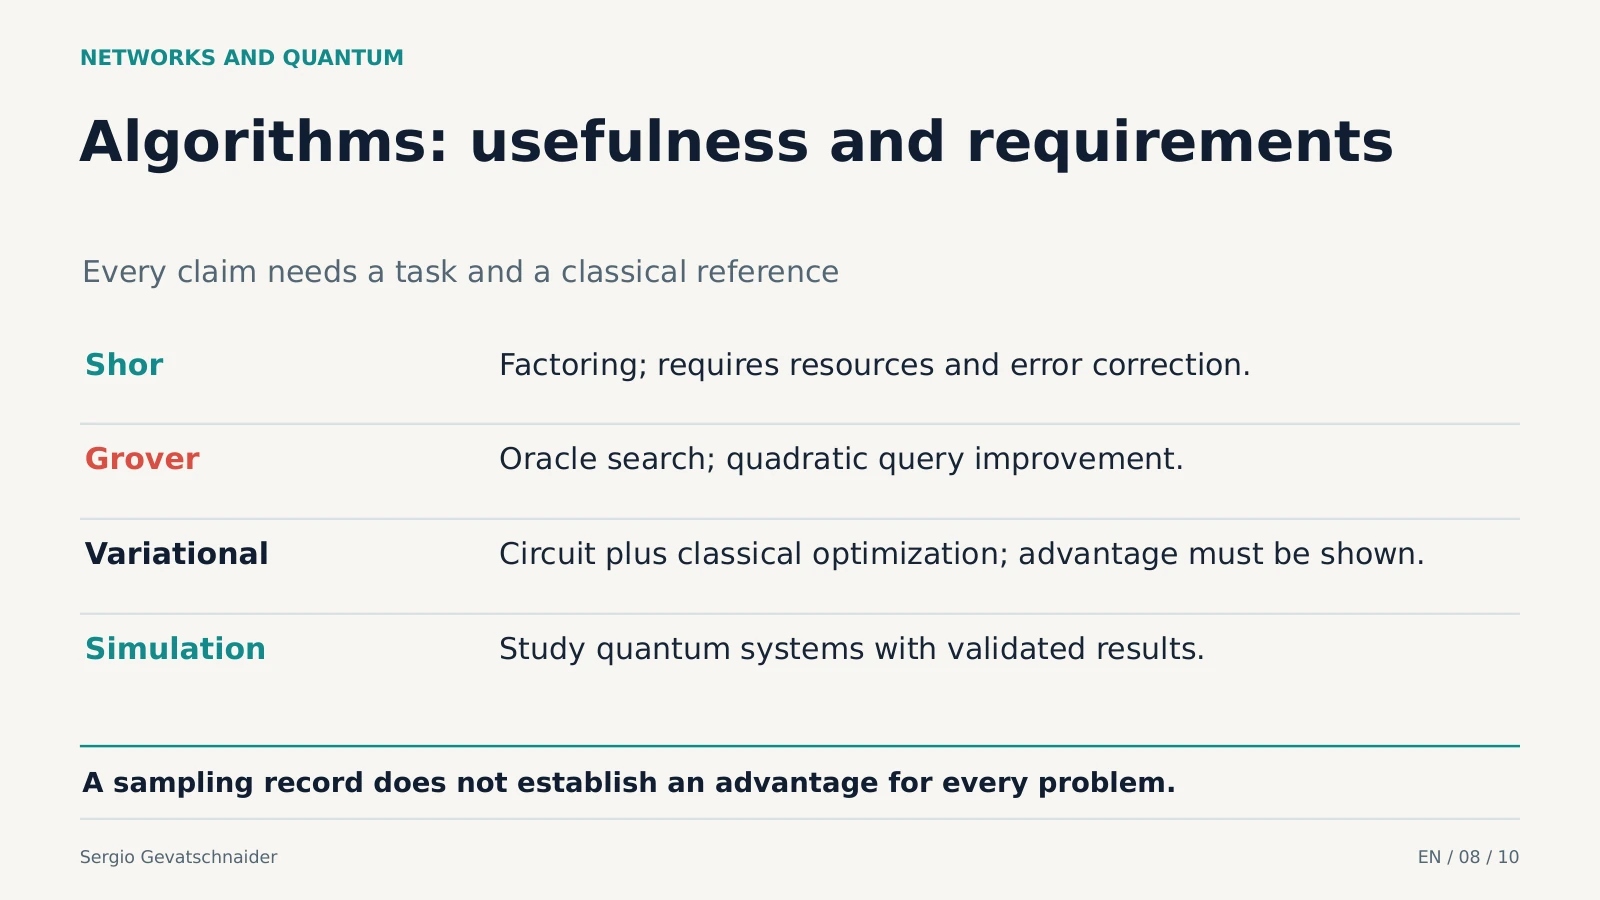 NETWORKS AND QUANTUM
Algorithms: usefulness and requirements
Every claim needs a task and a classical reference
Shor
Factoring; requires resources and error correction.
Grover
Oracle search; quadratic query improvement.
Variational
Circuit plus classical optimization; advantage must be shown.
Simulation
Study quantum systems with validated results.
A sampling record does not establish an advantage for every problem.
Sergio Gevatschnaider
EN / 08 / 10